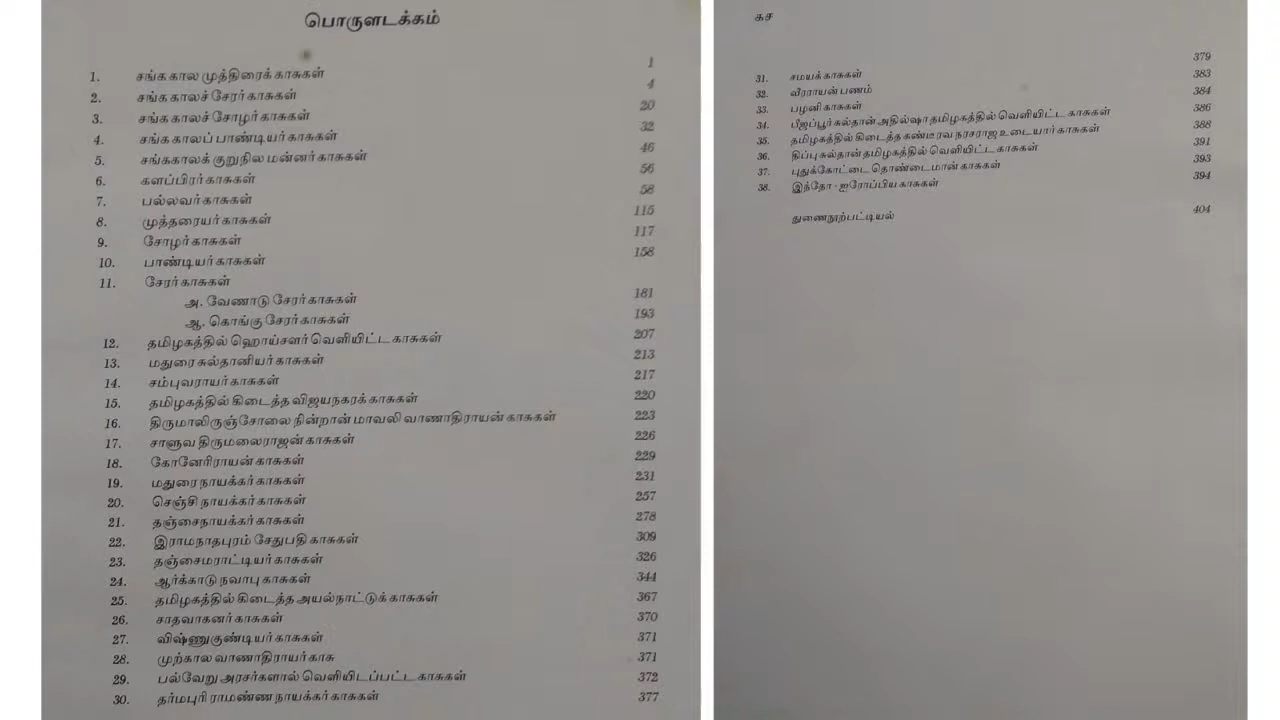 பொருளடக்கம்
1. சங்ககால முத்திரைக் காசுகள் 1
2. சங்ககாலச் சேரர் காசுகள் 4
3. சங்ககாலச் சோழர் காசுகள் 20
4. சங்ககாலப் பாண்டியர் காசுகள் 32
5. சங்ககாலக் குறுநில மன்னர் காசுகள் 46
6. களப்பிரர் காசுகள் 56
7. பல்லவர் காசுகள் 58
8. முத்தரையர் காசுகள் 115
9. சோழர் காசுகள் 117
10. பாண்டியர் காசுகள் 158
11. சேரர் காசுகள்
அ. வேணாடு சேரர் காசுகள் 181
ஆ. கொங்கு சேரர் காசுகள் 193
12. தமிழகத்தில் ஹொய்சளர் வெளியிட்ட காசுகள் 207
13. மதுரை சுல்தானியர் காசுகள் 213
14. சம்புவராயர் காசுகள் 217
15. தமிழகத்தில் கிடைத்த விஜயநகரக் காசுகள் 220
16. திருமாலிருஞ்சோலை நின்றான் மாவலி வாணாதிராயன் காசுகள் 223
17. சாளுவ திருமலைராஜன் காசுகள் 226
18. கோனேரிராயன் காசுகள் 229
19. மதுரை நாயக்கர் காசுகள் 231
20. செஞ்சி நாயக்கர் காசுகள் 257
21. தஞ்சை நாயக்கர் காசுகள் 278
22. இராமநாதபுரம் சேதுபதி காசுகள் 309
23. தஞ்சை மராட்டியர் காசுகள் 326
24. ஆர்க்காடு நவாபு காசுகள் 344
25. தமிழகத்தில் கிடைத்த அயல்நாட்டுக் காசுகள் 367
26. சாதவாகனர் காசுகள் 370
27. விஷ்ணுகுண்டியர் காசுகள் 371
28. முற்கால வாணாதிராயர் காசு 371
29. பல்வேறு அரசர்களால் வெளியிடப்பட்ட காசுகள் 372
30. தர்மபுரி ராமண்ண நாயக்கர் காசுகள் 377
கச
31. சமயக் காசுகள் 379
32. வீரராயன் பணம் 383
33. பழனி காசுகள் 384
34. பீஜப்பூர் சுல்தான் அதில்ஷா தமிழகத்தில் வெளியிட்ட காசுகள் 386
35. தமிழகத்தில் கிடைத்த கண்டீரவ நரசராஜ உடையார் காசுகள் 388
36. திப்பு சுல்தான் தமிழகத்தில் வெளியிட்ட காசுகள் 391
37. புதுக்கோட்டை தொண்டைமான் காசுகள் 393
38. இந்தோ - ஐரோப்பிய காசுகள் 394
துணைநூற்பட்டியல் 404